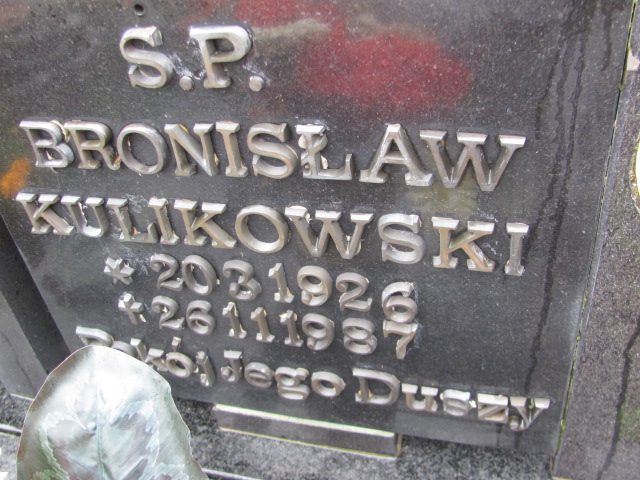 S.P.
BRONISŁAW
KULIKOWSKI
* 20.3.1926
+ 26.11.1987
Pokój Jego Duszy